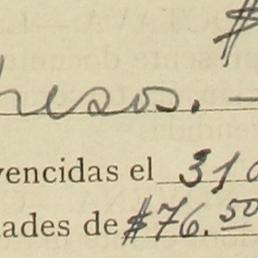 $
pesos. –
vencidas el 31
ades de $76.50